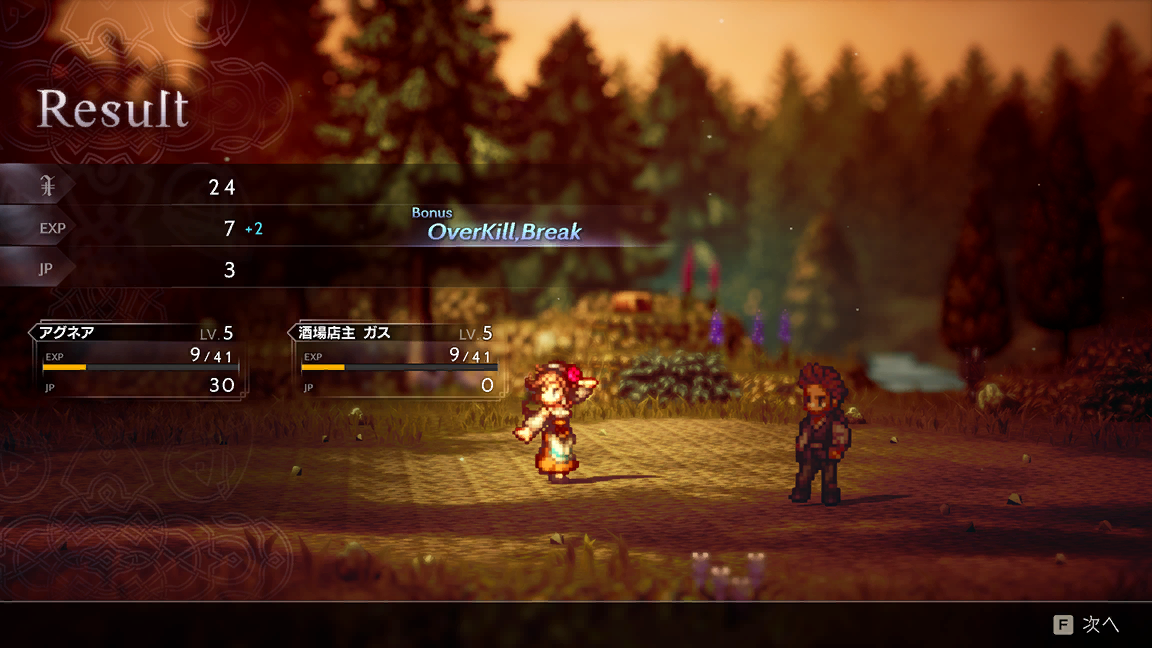 Result
24
EXP 7 +2
Bonus
OverKill,Break
JP 3
アグネア LV.5
EXP 9/41
JP 30
酒場店主 ガス LV.5
EXP 9/41
JP 0
F 次へ